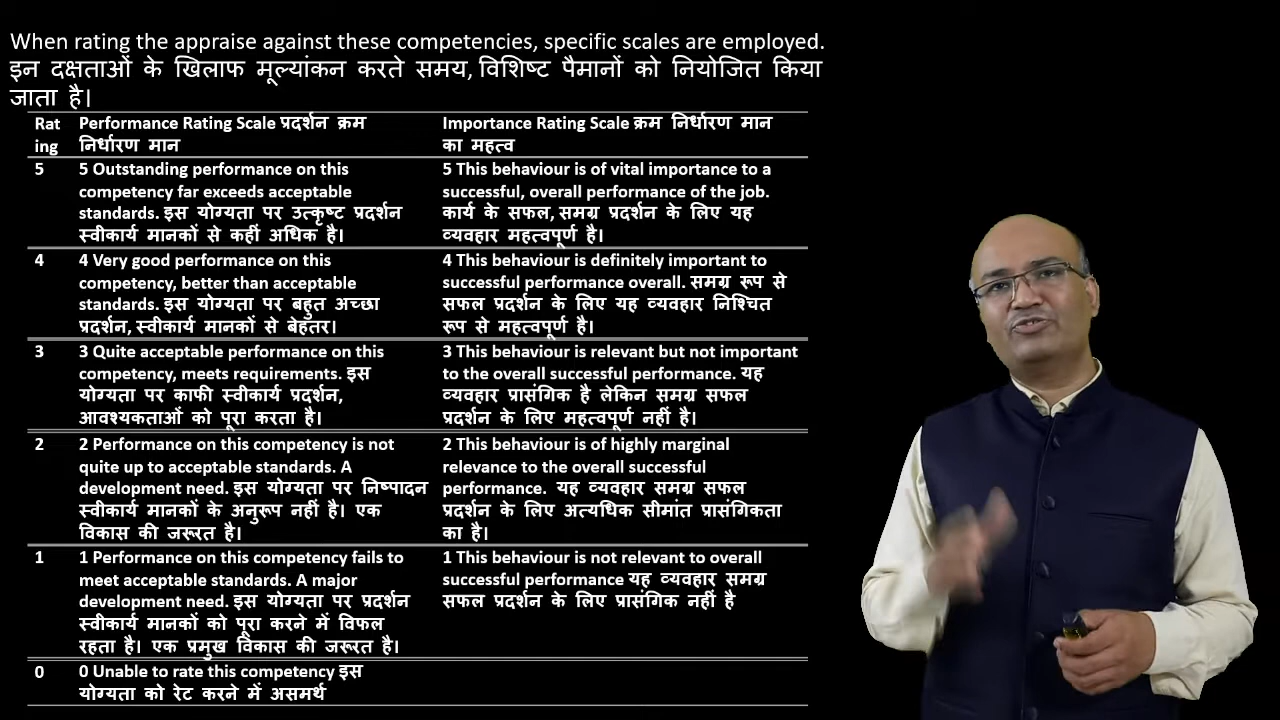 When rating the appraise against these competencies, specific scales are employed.
इन दक्षताओं के खिलाफ मूल्यांकन करते समय, विशिष्ट पैमानों को नियोजित किया
जाता है।
Rat
ing
Performance Rating Scale प्रदर्शन क्रम
निर्धारण मान
Importance Rating Scale क्रम निर्धारण मान
का महत्व
5
5 Outstanding performance on this
competency far exceeds acceptable
standards. इस योग्यता पर उत्कृष्ट प्रदर्शन
स्वीकार्य मानकों से कहीं अधिक है।
5 This behaviour is of vital importance to a
successful, overall performance of the job.
कार्य के सफल, समग्र प्रदर्शन के लिए यह
व्यवहार महत्वपूर्ण है।
4
4 Very good performance on this
competency, better than acceptable
standards. इस योग्यता पर बहुत अच्छा
प्रदर्शन, स्वीकार्य मानकों से बेहतर।
4 This behaviour is definitely important to
successful performance overall. समग्र रूप से
सफल प्रदर्शन के लिए यह व्यवहार निश्चित
रूप से महत्वपूर्ण है।
3
3 Quite acceptable performance on this
competency, meets requirements. इस
योग्यता पर काफी स्वीकार्य प्रदर्शन,
आवश्यकताओं को पूरा करता है।
3 This behaviour is relevant but not important
to the overall successful performance. यह
व्यवहार प्रासंगिक है लेकिन समग्र सफल
प्रदर्शन के लिए महत्वपूर्ण नहीं है।
2
2 Performance on this competency is not
quite up to acceptable standards. A
development need. इस योग्यता पर निष्पादन
स्वीकार्य मानकों के अनुरूप नहीं है। एक
विकास की जरूरत है।
2 This behaviour is of highly marginal
relevance to the overall successful
performance. यह व्यवहार समग्र सफल
प्रदर्शन के लिए अत्यधिक सीमांत प्रासंगिकता
का है।
1
1 Performance on this competency fails to
meet acceptable standards. A major
development need. इस योग्यता पर प्रदर्शन
स्वीकार्य मानकों को पूरा करने में विफल
रहता है। एक प्रमुख विकास की जरूरत है।
1 This behaviour is not relevant to overall
successful performance यह व्यवहार समग्र
सफल प्रदर्शन के लिए प्रासंगिक नहीं है
0
0 Unable to rate this competency इस
योग्यता को रेट करने में असमर्थ